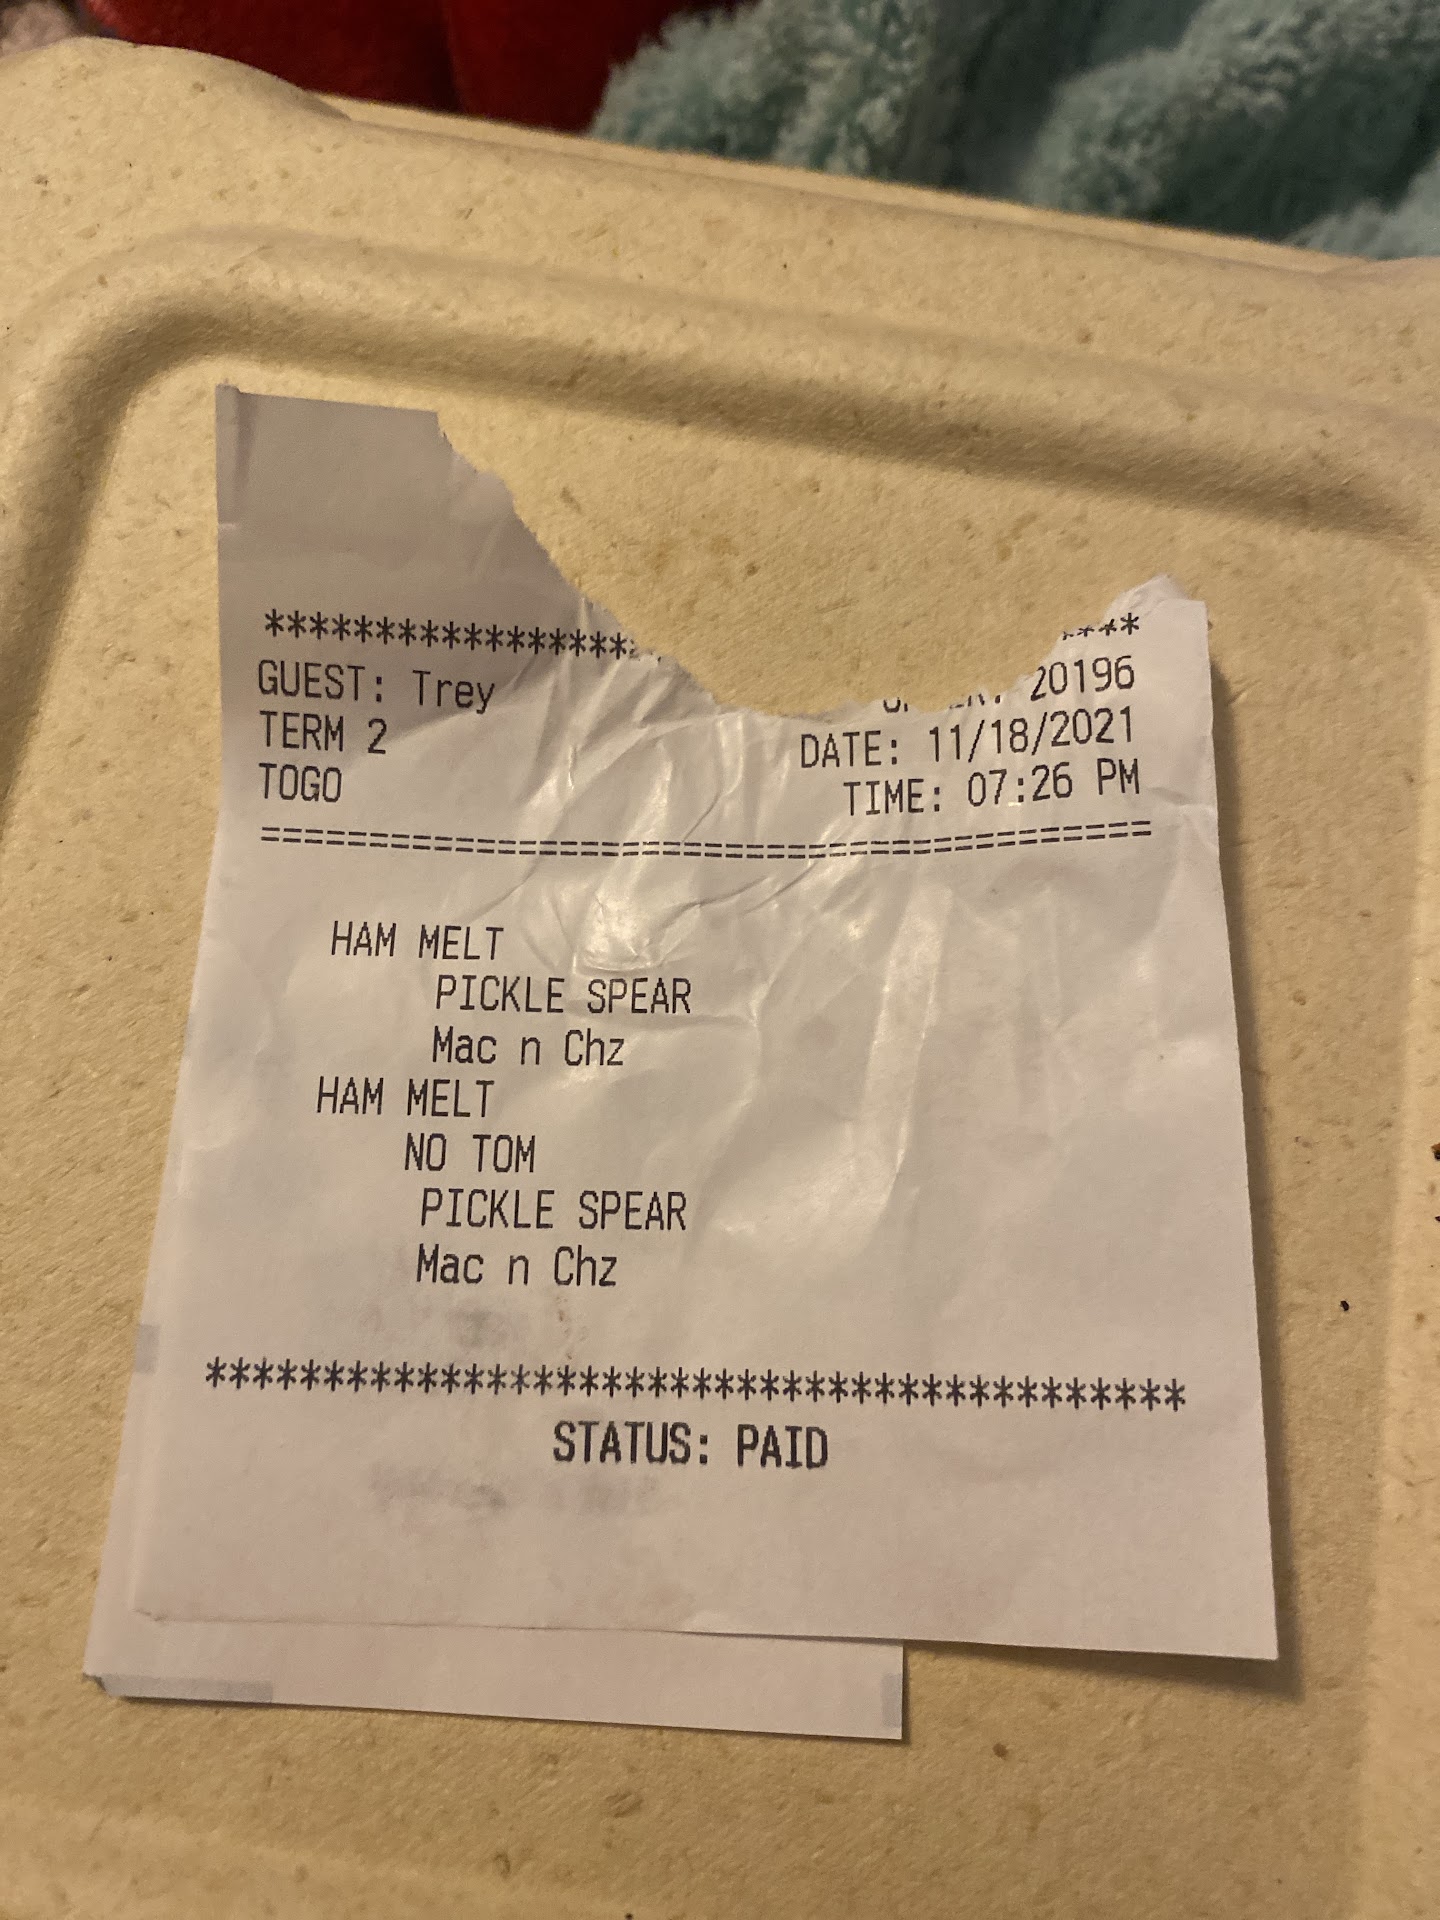 ****************************************
GUEST: Trey 20196
TERM 2 DATE: 11/18/2021
TOGO TIME: 07:26 PM
========================================
HAM MELT
PICKLE SPEAR
Mac n Chz
HAM MELT
NO TOM
PICKLE SPEAR
Mac n Chz
****************************************
STATUS: PAID